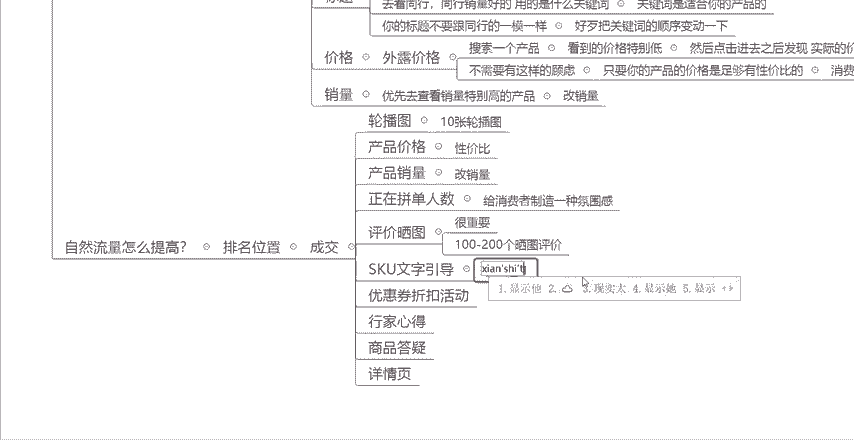 去看同行，同行销量好的 用的是什么关键词 关键词是适合你的产品的
你的标题不要跟同行的一模一样 好歹把关键词的顺序变动一下
价格 外露价格 搜索一个产品 看到的价格特别低 然后点击进去之后发现 实际的价
不需要有这样的顾虑 只要你的产品的价格是足够有性价比的 消费
销量 优先去查看销量特别高的产品 改销量
轮播图 10张轮播图
产品价格 性价比
产品销量 改销量
正在拼单人数 给消费者制造一种氛围感
评价晒图 很重要
100-200个晒图评价
自然流量怎么提高？ 排名位置 成交
SKU文字引导 xian'shi't
1.显示他 2. 3.现实太 4.显示她 5.显示
优惠券折扣活动
行家心得
商品答疑
详情页